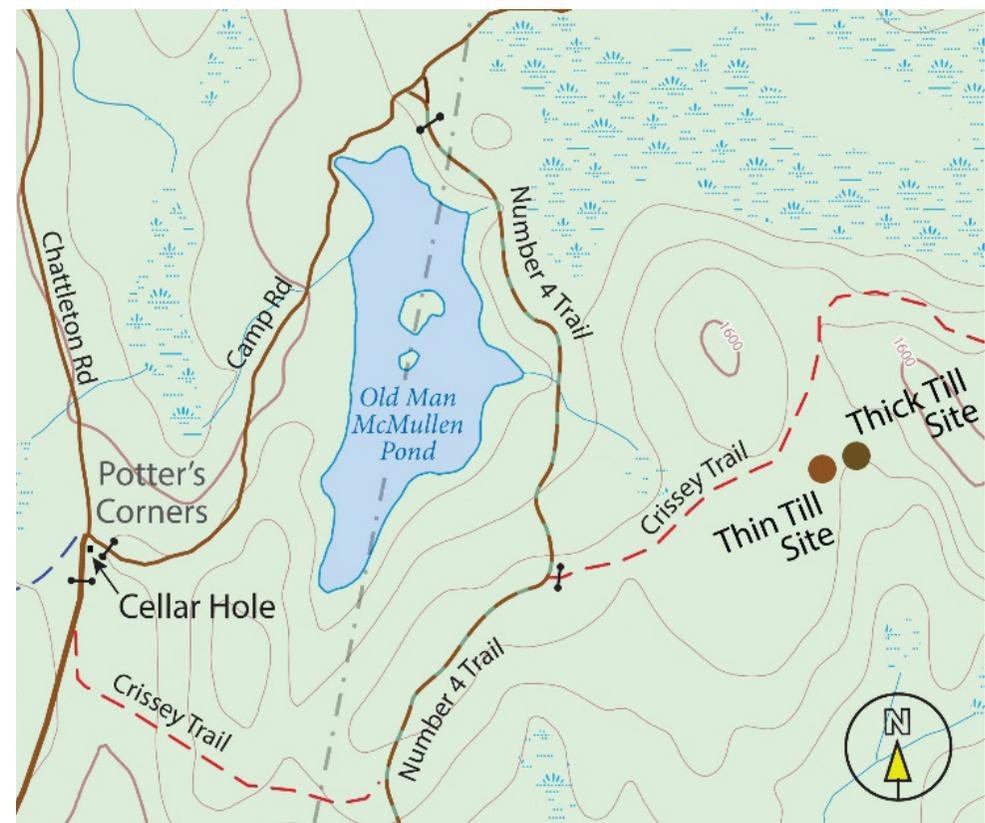 Number 4 Trail
Chattleton Rd
Camp Rd
1600
1600
Old Man
McMullen
Pond
Thick Till
Site
Potter's
Corners
Crissey Trail
Thin Till
Site
Cellar Hole
Number 4 Trail
Crissey Trail
N